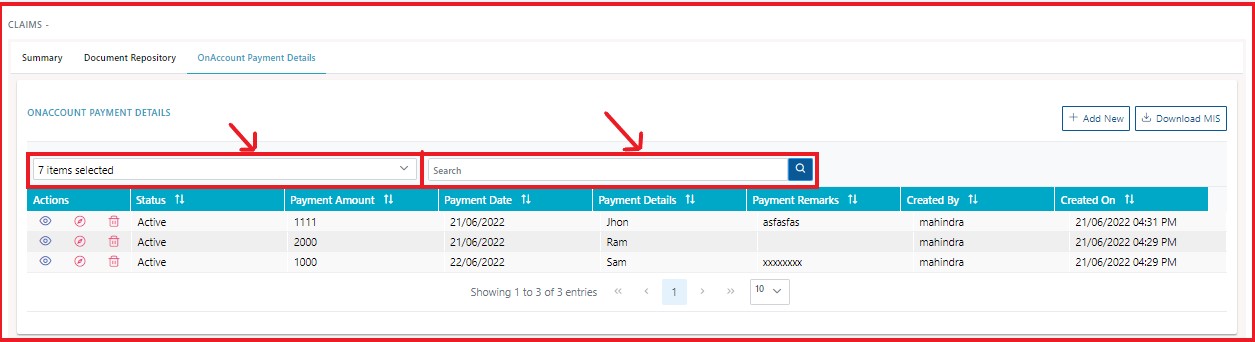 CLAIMS -
Summary Document Repository OnAccount Payment Details
ONACCOUNT PAYMENT DETAILS
+ Add New Download MIS
7 items selected Search
Actions Status Payment Amount Payment Date Payment Details Payment Remarks Created By Created On
Active 1111 21/06/2022 Jhon asfasfas mahindra 21/06/2022 04:31 PM
Active 2000 21/06/2022 Ram mahindra 21/06/2022 04:29 PM
Active 1000 22/06/2022 Sam xxxxxxxx mahindra 21/06/2022 04:29 PM
Showing 1 to 3 of 3 entries « ‹ 1 › » 10